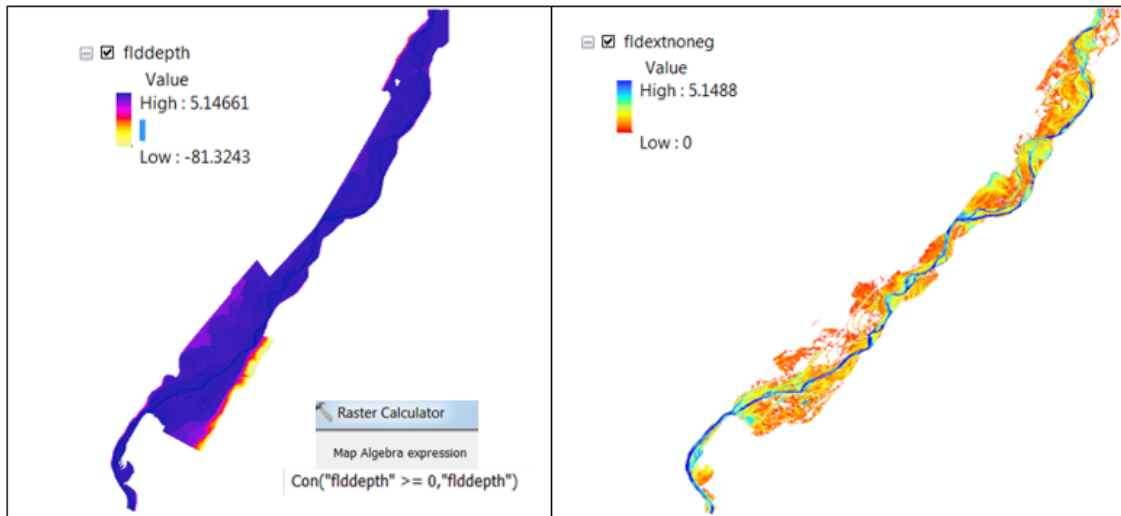 flddepth
Value
High : 5.14661
Low : -81.3243
Raster Calculator
Map Algebra expression
Con("flddepth" >= 0,"flddepth")
fldextnoneg
Value
High : 5.1488
Low : 0